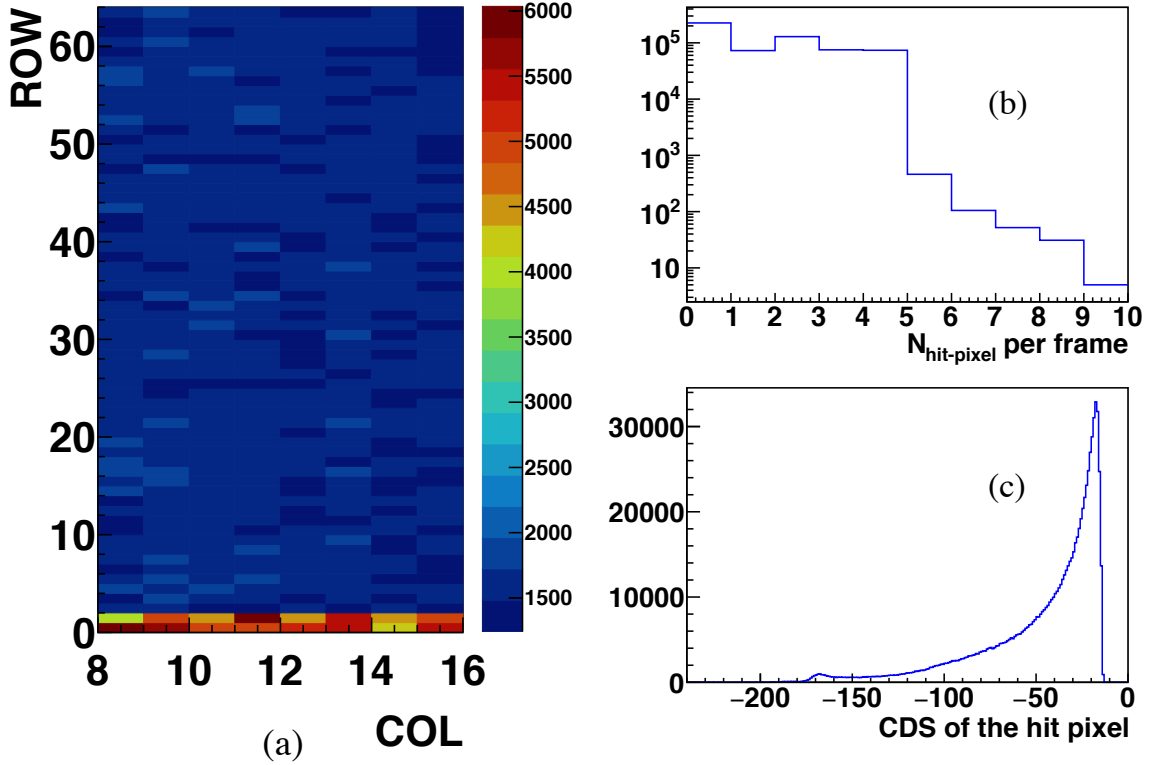 ROW
60
50
40
30
20
10
0
8 10 12 14 16
COL
(a)
6000
5500
5000
4500
4000
3500
3000
2500
2000
1500
10⁵
10⁴
10³
10²
10
0 1 2 3 4 5 6 7 8 9 10
N_hit-pixel per frame
(b)
30000
20000
10000
0
−200 −150 −100 −50 0
CDS of the hit pixel
(c)